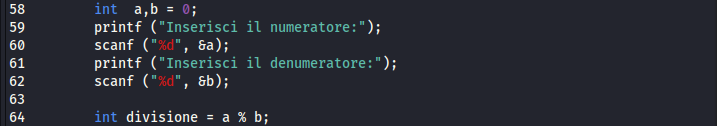 58 int a,b = 0;
59 printf ("Inserisci il numeratore:");
60 scanf ("%d", &a);
61 printf ("Inserisci il denumeratore:");
62 scanf ("%d", &b);
63
64 int divisione = a % b;